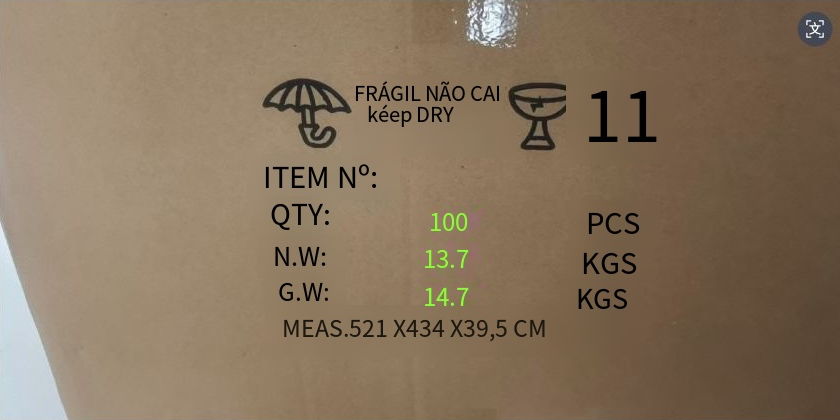 FRÁGIL NÃO CAI
kéep DRY
11
ITEM Nº:
QTY: 100 PCS
N.W: 13.7 KGS
G.W: 14.7 KGS
MEAS.521 X434 X39,5 CM